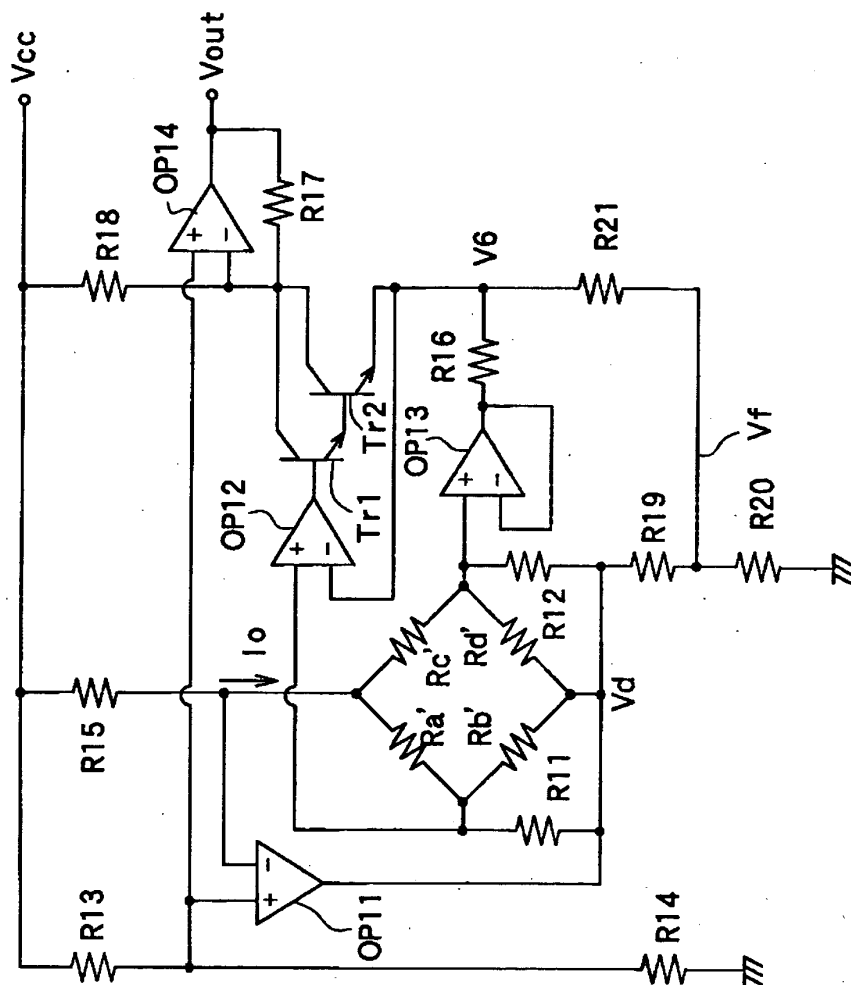 Vcc
Vout
OP14
R18
R17
OP12
Tr1
Tr2
Io
R15
R13
OP11
Ra'
Rc'
Rb'
Rd'
R11
R12
Vd
OP13
R16
V6
R21
Vf
R19
R20
R14
+
-
+
-
+
-
+
-